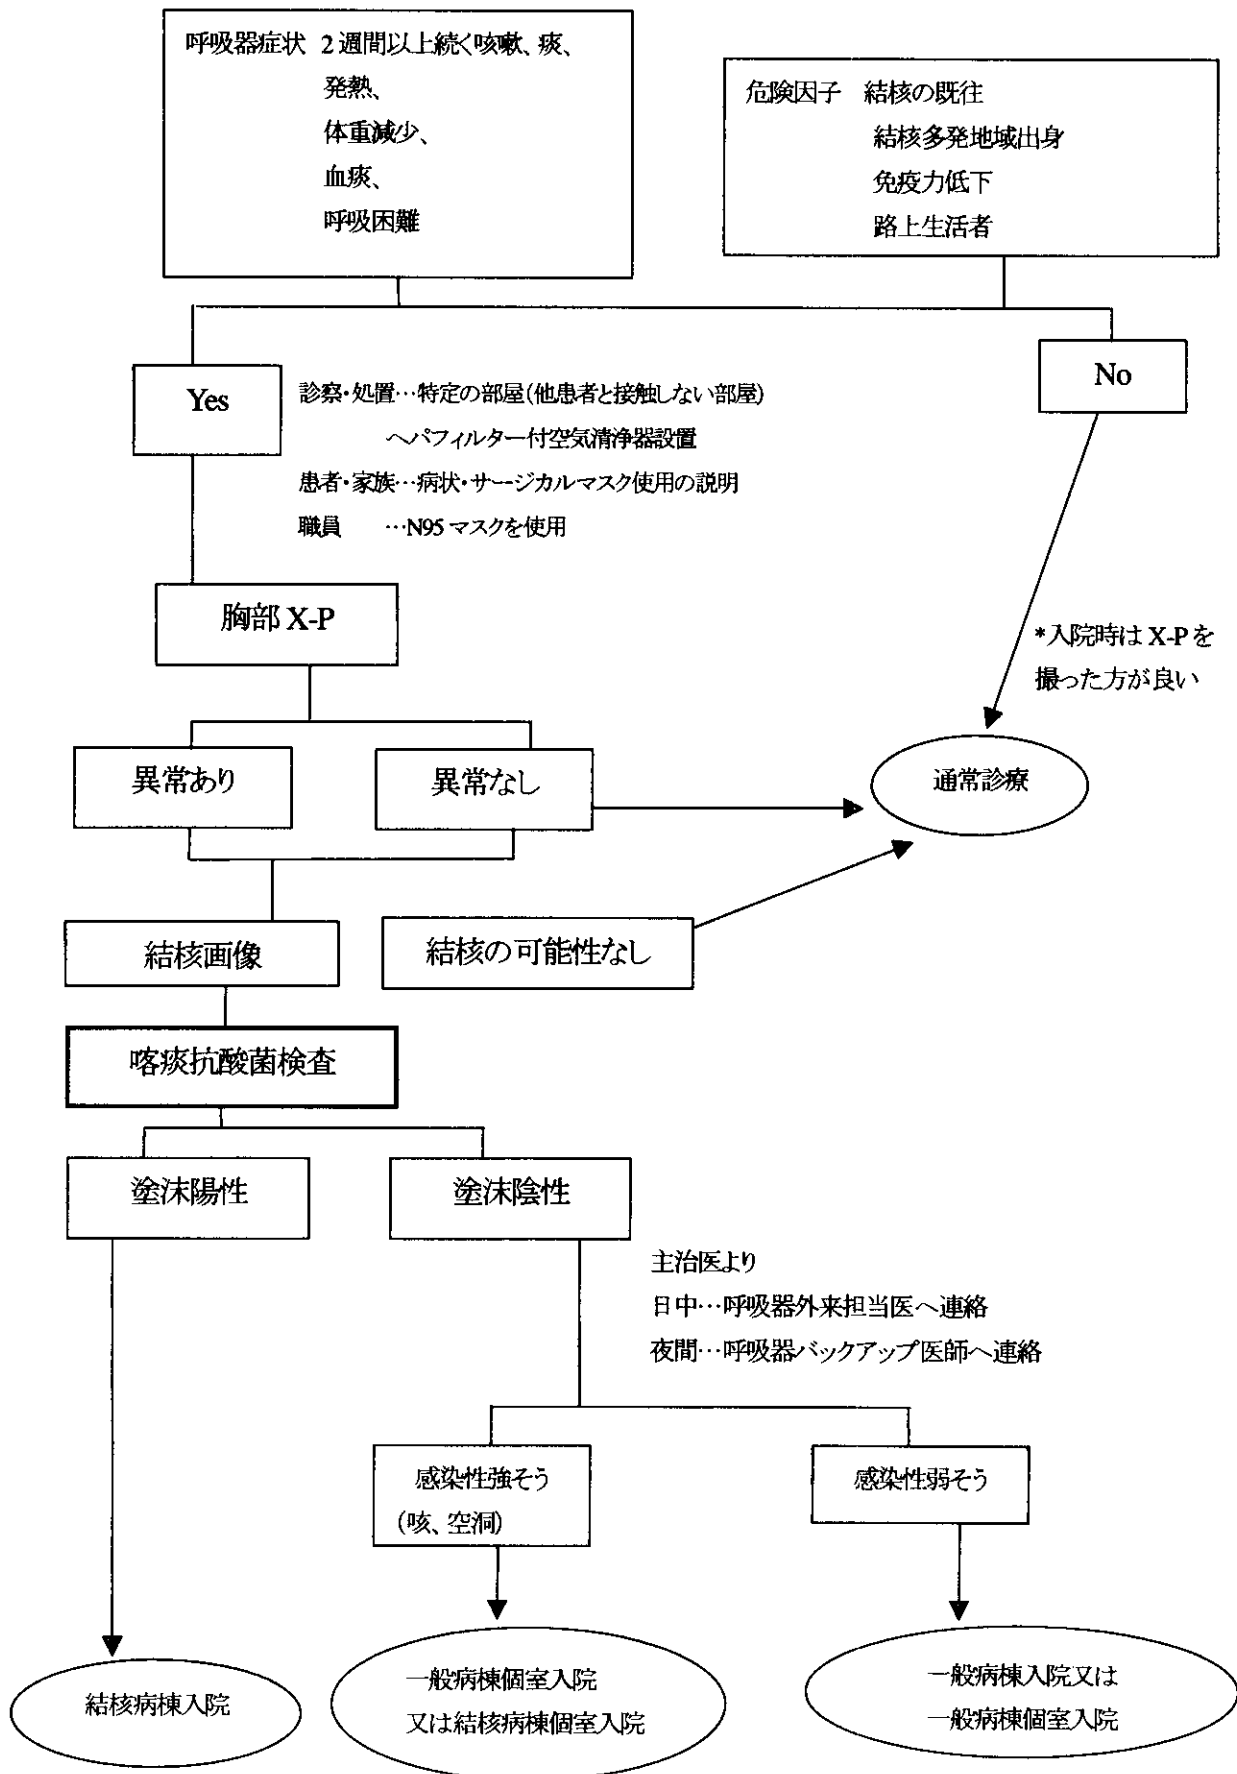 呼吸器症状 2週間以上続く咳嗽、痰、
発熱、
体重減少、
血痰、
呼吸困難
危険因子 結核の既往
結核多発地域出身
免疫力低下
路上生活者
Yes
No
診察・処置…特定の部屋(他患者と接触しない部屋)
ヘパフィルター付空気清浄器設置
患者・家族…病状・サージカルマスク使用の説明
職員 …N95マスクを使用
胸部X-P
*入院時はX-Pを
撮った方が良い
異常あり
異常なし
通常診療
結核画像
結核の可能性なし
喀痰抗酸菌検査
塗沫陽性
塗沫陰性
主治医より
日中…呼吸器外来担当医へ連絡
夜間…呼吸器バックアップ医師へ連絡
感染性強そう
(咳、空洞)
感染性弱そう
結核病棟入院
一般病棟個室入院
又は結核病棟個室入院
一般病棟入院又は
一般病棟個室入院